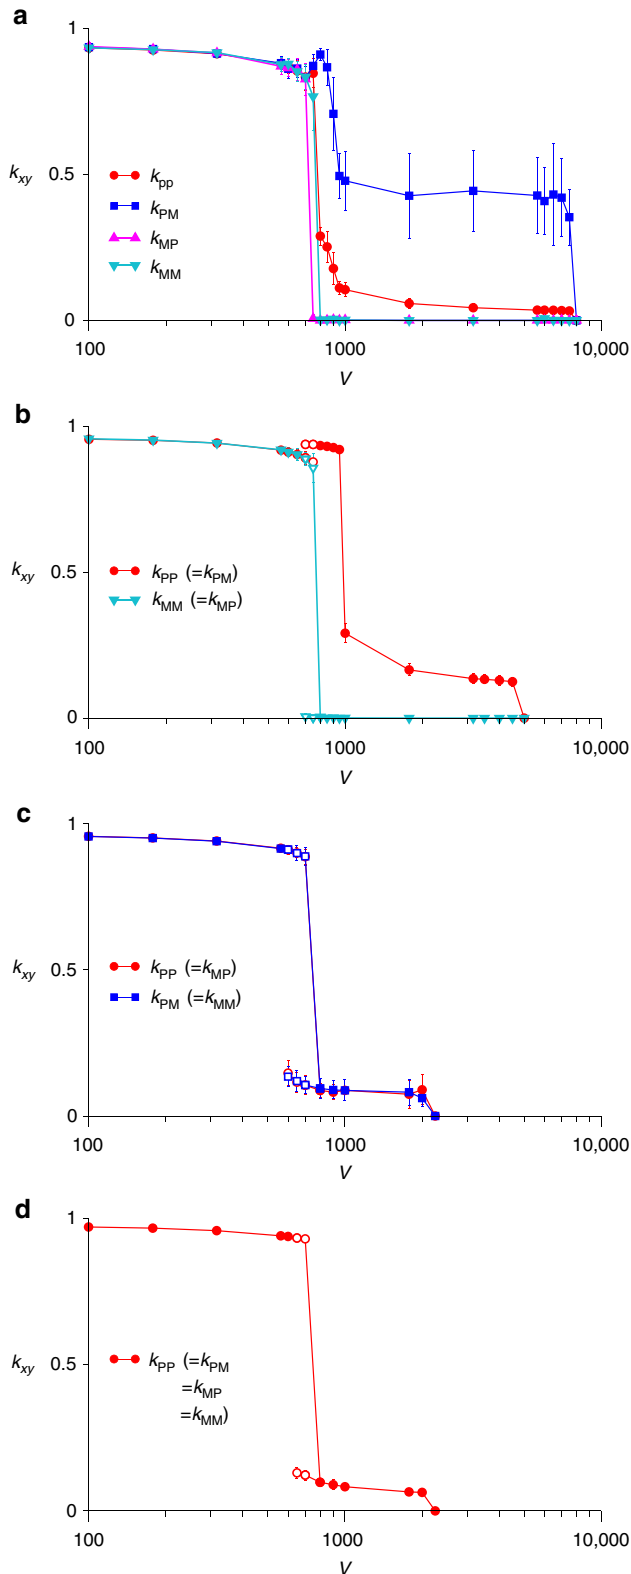 a
1
k_xy 0.5
k_pp
k_PM
k_MP
k_MM
0
100 1000 10,000
V
b
1
0.5
k_xy
k_PP (=k_PM)
k_MM (=k_MP)
0
100 1000 10,000
V
c
1
k_xy 0.5
k_PP (=k_MP)
k_PM (=k_MM)
0
100 1000 10,000
V
d
1
k_xy 0.5
k_PP (=k_PM
=k_MP
=k_MM)
0
100 1000 10,000
V